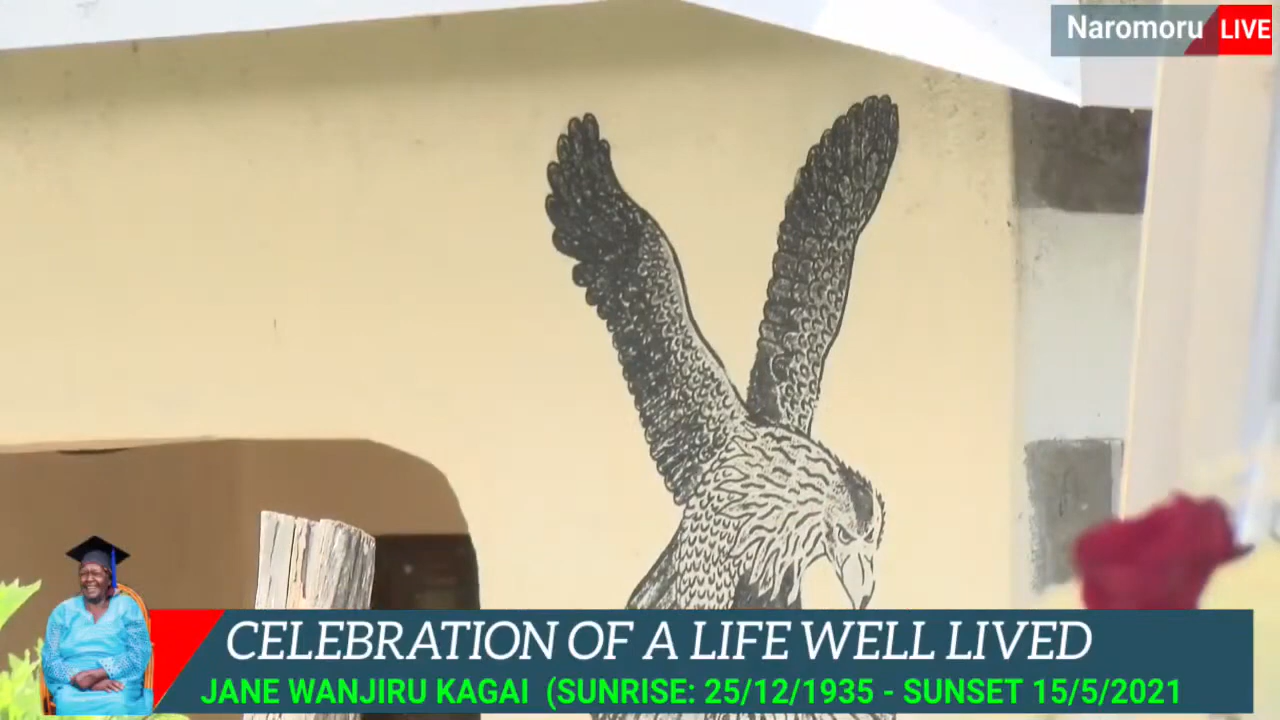 Naromoru LIVE
CELEBRATION OF A LIFE WELL LIVED
JANE WANJIRU KAGAI (SUNRISE: 25/12/1935 - SUNSET 15/5/2021